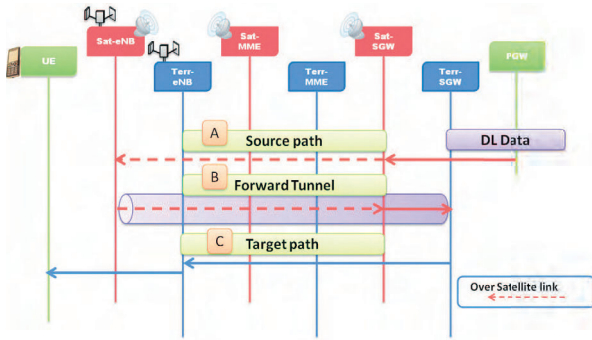 Sat-eNB
Sat-
MME
Sat-
SGW
UE
PGW
Terr-
eNB
Terr-
MME
Terr-
SGW
A
Source path
DL Data
B
Forward Tunnel
C
Target path
Over Satellite link